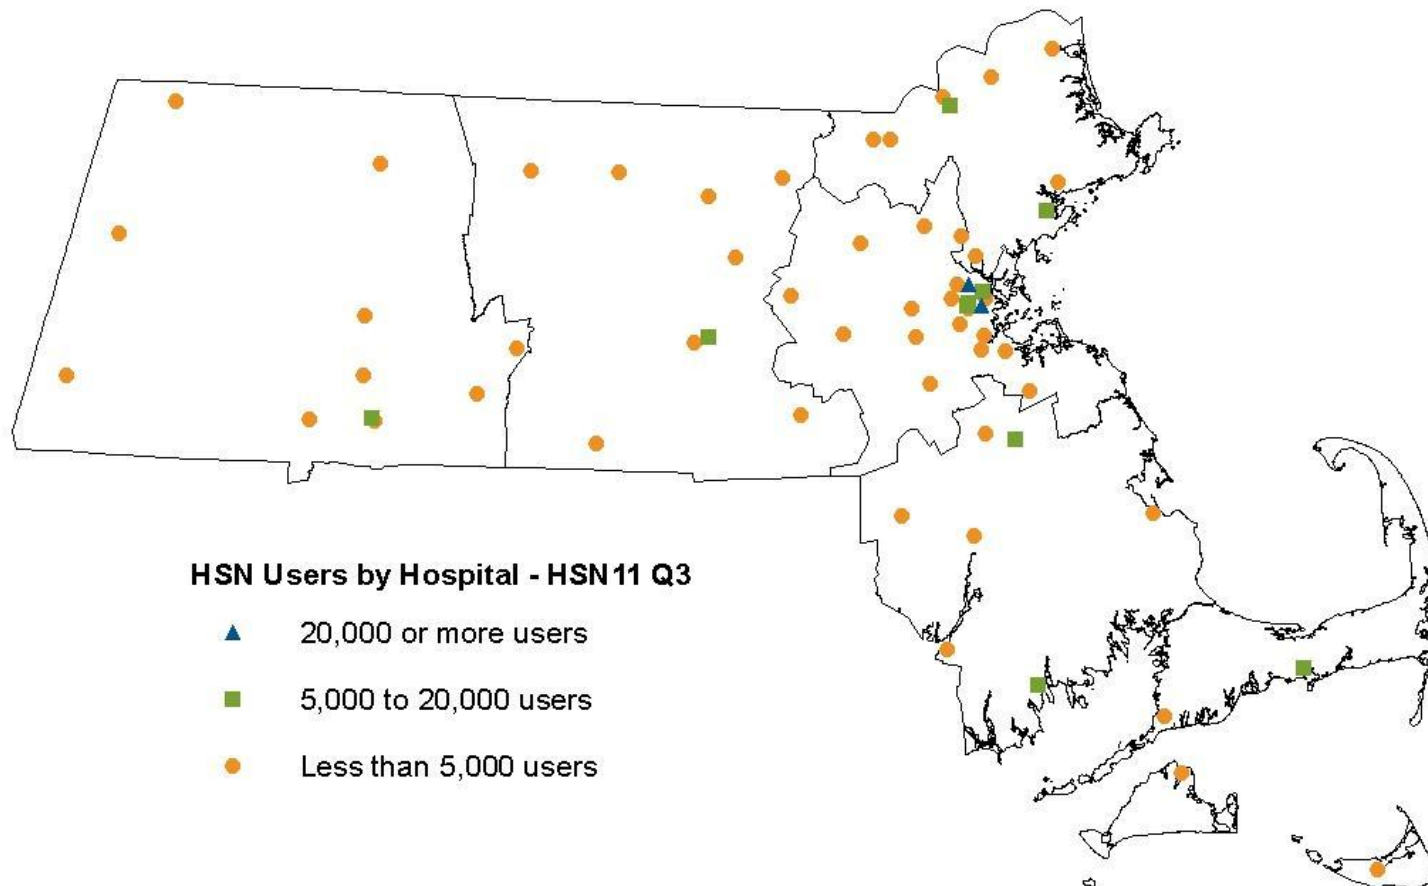 HSN Users by Hospital - HSN11 Q3
20,000 or more users
5,000 to 20,000 users
Less than 5,000 users